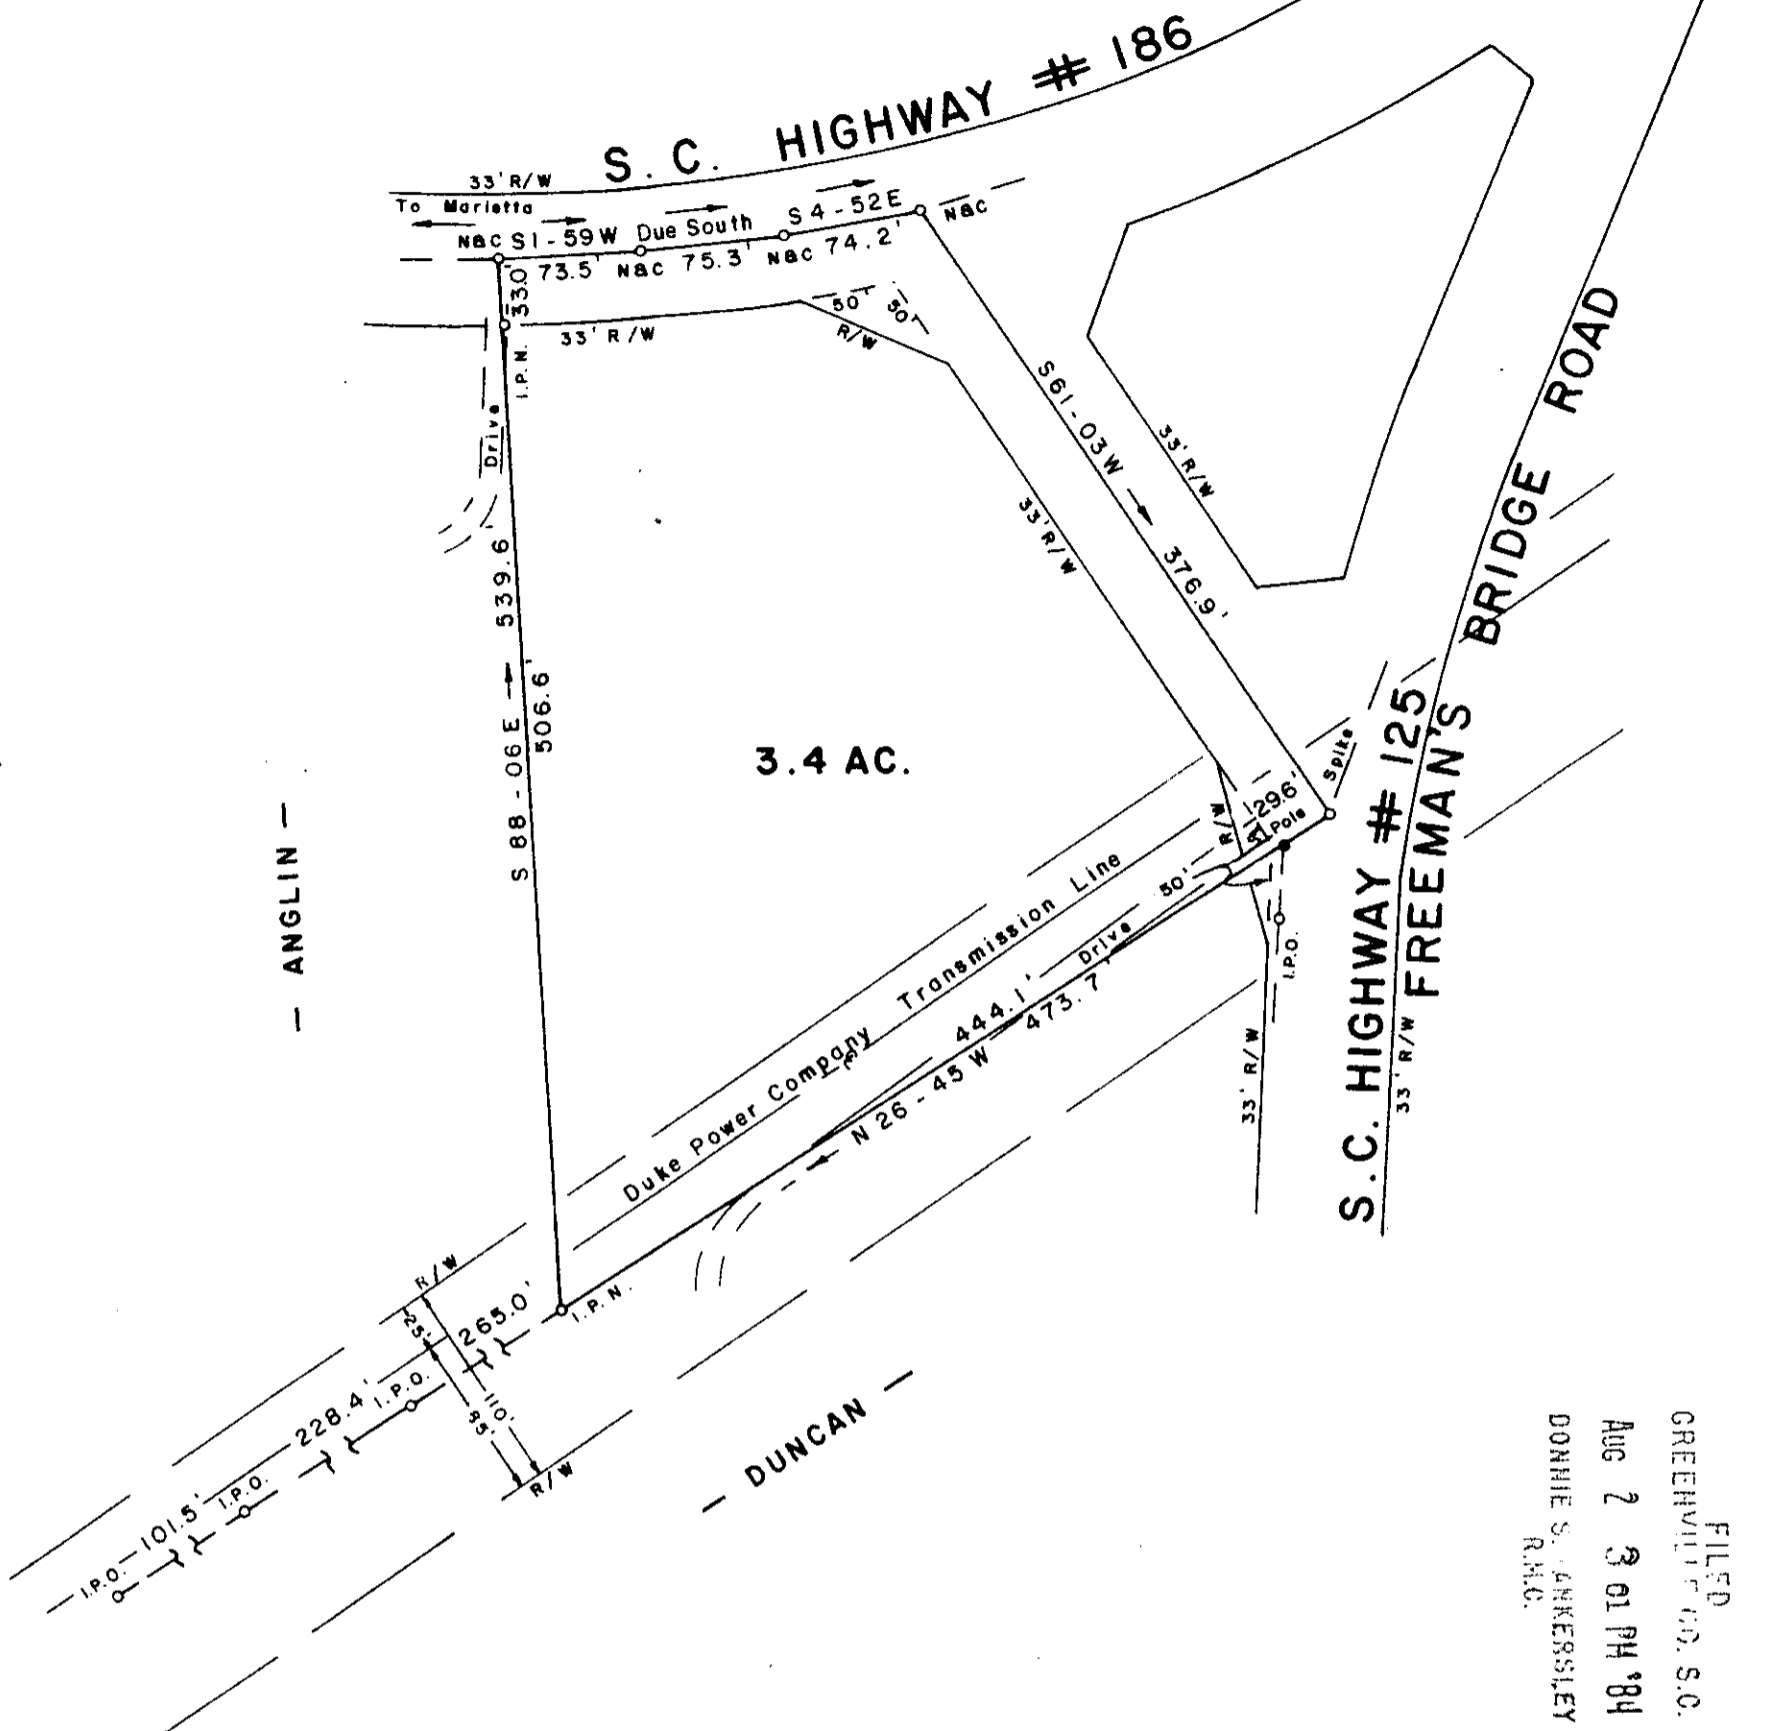 S. C. HIGHWAY # 186
33' R/W
To Marietta
N&C S1-59W Due South S4-52E N&C
73.5' N&C 75.3' N&C 74.2'
33.0'
I.P.N.
33' R/W
50'
50'
R/W
Drive
S61-03W 376.9'
33' R/W
33' R/W
S.C. HIGHWAY # 125
FREEMAN'S BRIDGE ROAD
S 88-06E 539.6'
506.6'
3.4 AC.
— ANGLIN —
Spike
29.6'
Pole
R/W
50'
I.P.O.
33' R/W
33' R/W
Duke Power Company Transmission Line
Drive
444.1'
N 26-45 W 473.7'
I.P.N.
R/W
25'
265.0'
110'
85'
R/W
I.P.O.
228.4'
I.P.O.
101.5'
I.P.O.
— DUNCAN —
FILED
GREENVILLE CO. S.C.
AUG 2 3 01 PM '84
DONNIE S. TANKERSLEY
R.M.C.